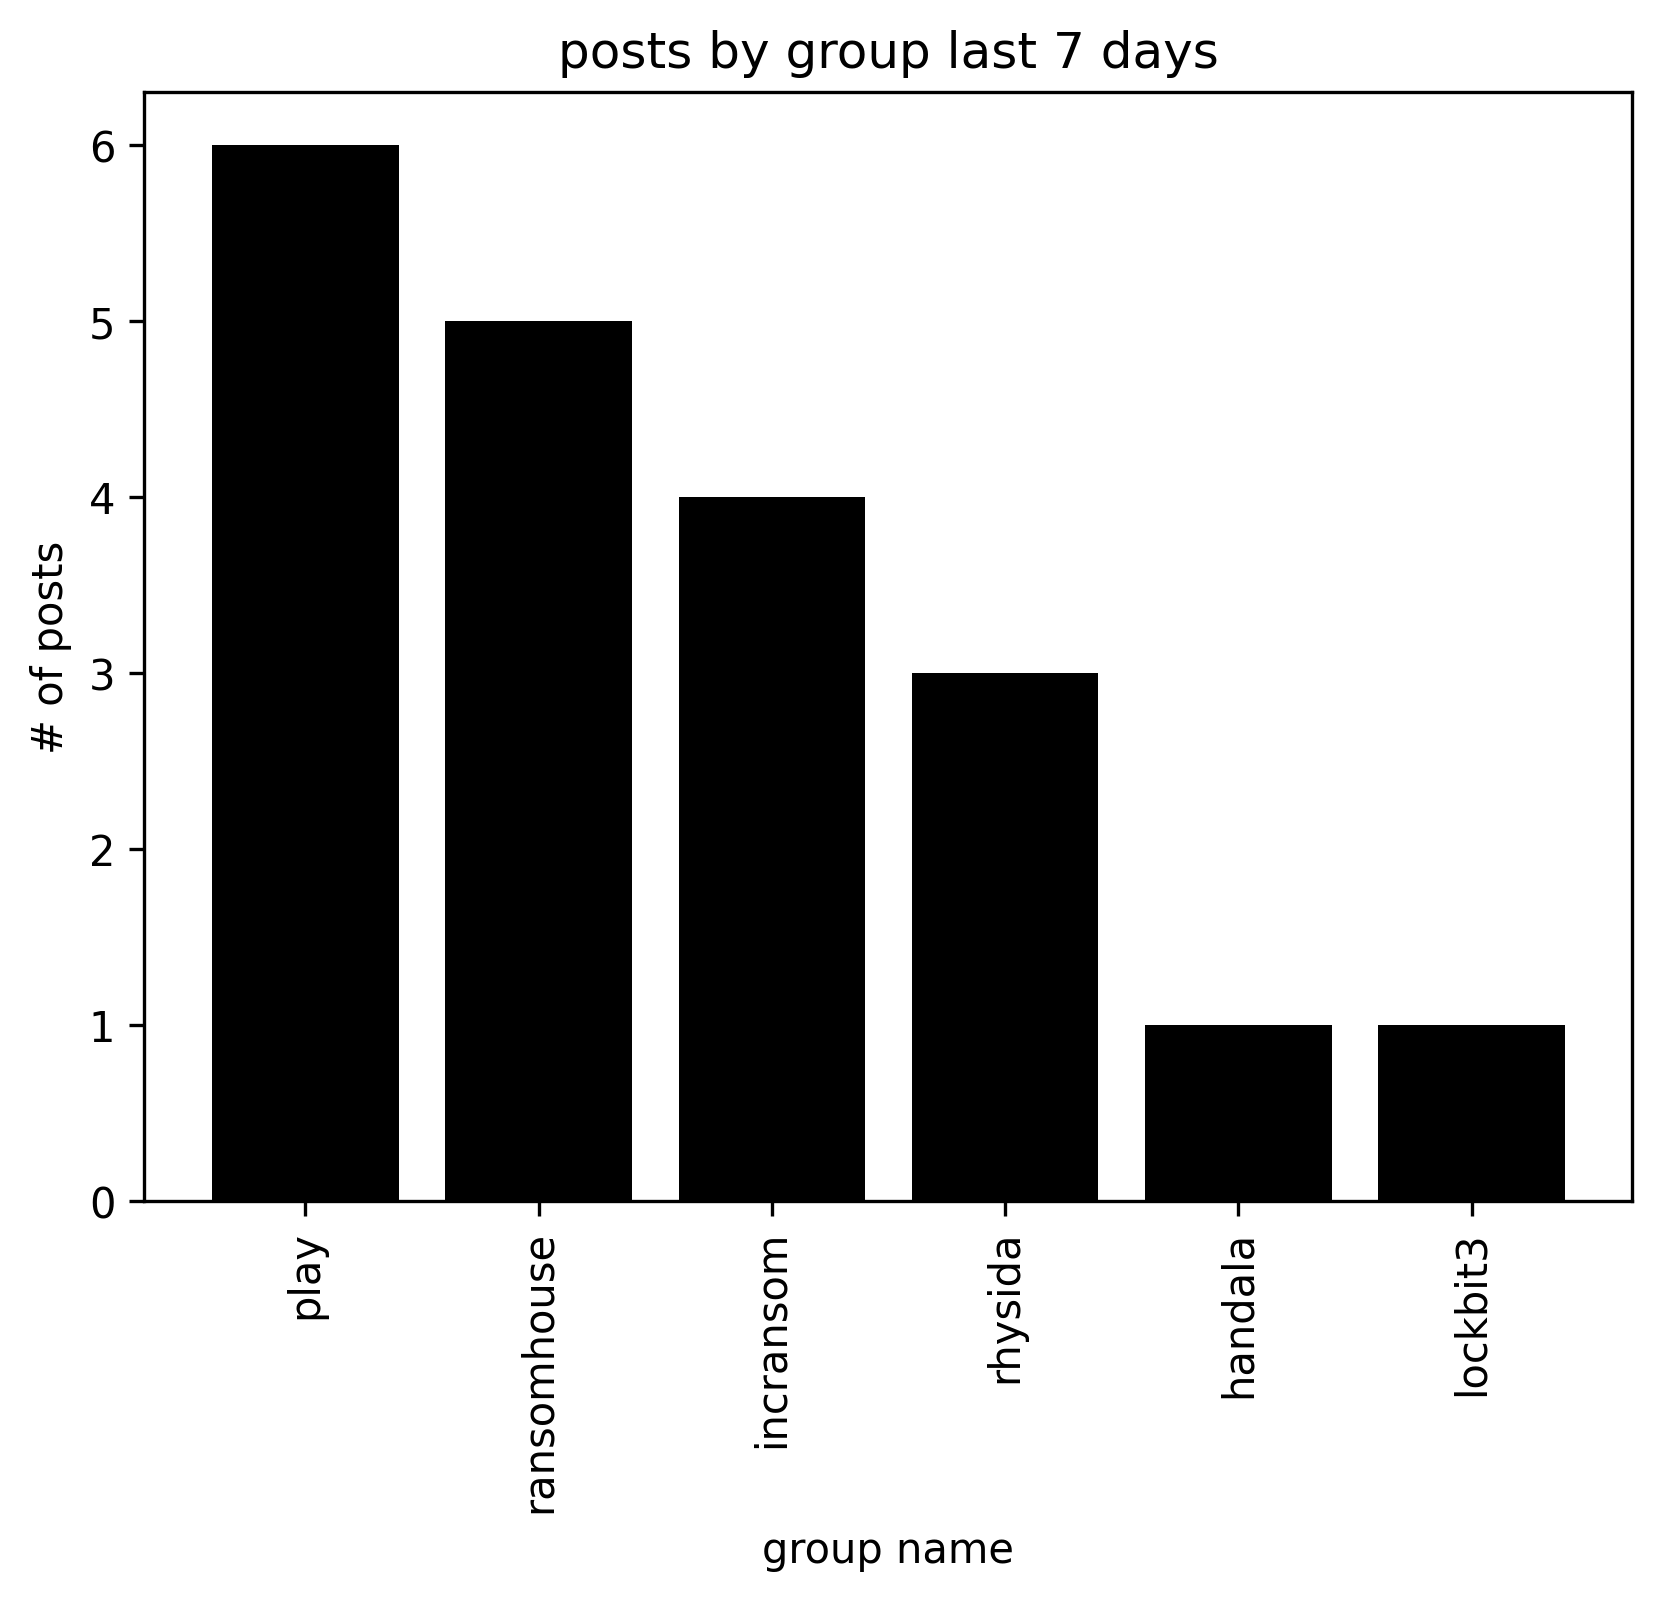 posts by group last 7 days
6
5
4
3
2
1
0
# of posts
play
ransomhouse
incransom
rhysida
handala
lockbit3
group name